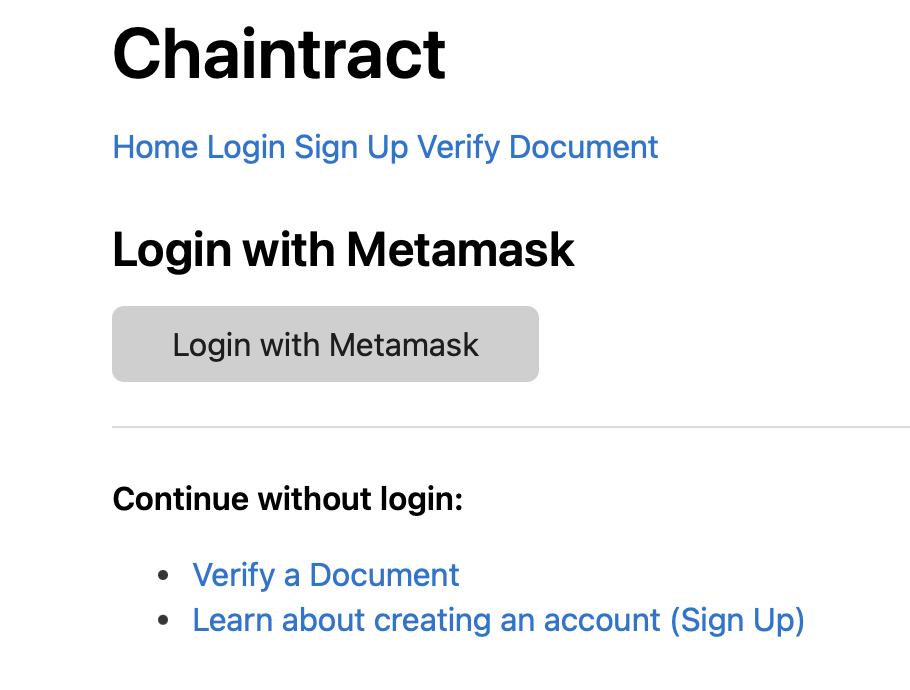 Chaintract
Home Login Sign Up Verify Document
Login with Metamask
Login with Metamask
Continue without login:
• Verify a Document
• Learn about creating an account (Sign Up)